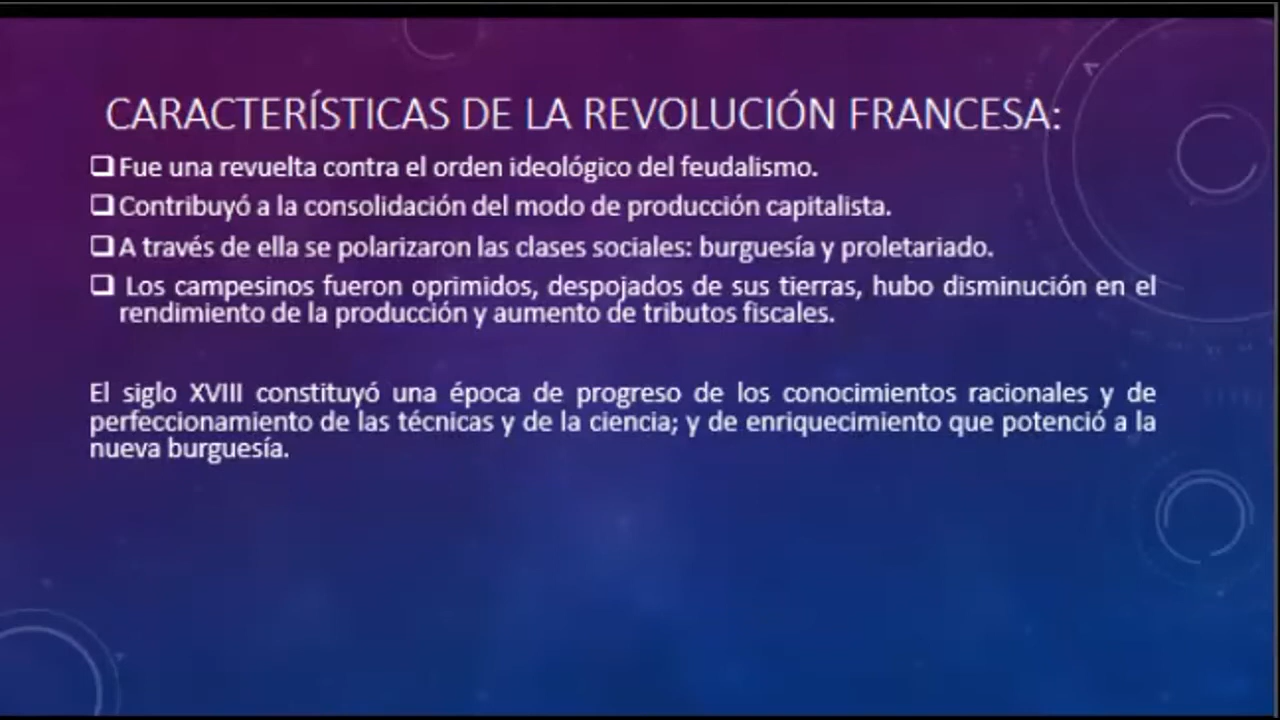 CARACTERÍSTICAS DE LA REVOLUCIÓN FRANCESA:
Fue una revuelta contra el orden ideológico del feudalismo.
Contribuyó a la consolidación del modo de producción capitalista.
A través de ella se polarizaron las clases sociales: burguesía y proletariado.
Los campesinos fueron oprimidos, despojados de sus tierras, hubo disminución en el
rendimiento de la producción y aumento de tributos fiscales.
El siglo XVIII constituyó una época de progreso de los conocimientos racionales y de
perfeccionamiento de las técnicas y de la ciencia; y de enriquecimiento que potenció a la
nueva burguesía.